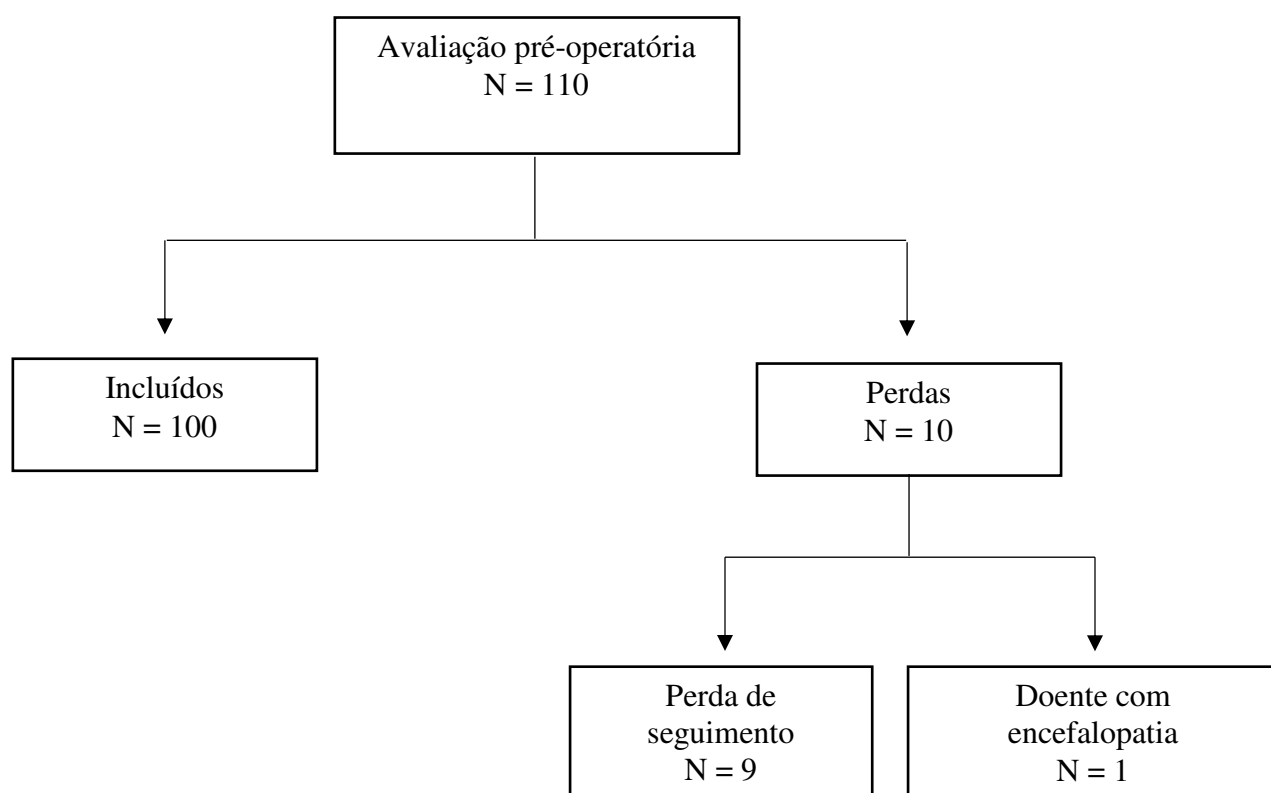 Avaliação pré-operatória
N = 110
Incluídos
N = 100
Perdas
N = 10
Perda de
seguimento
N = 9
Doente com
encefalopatia
N = 1